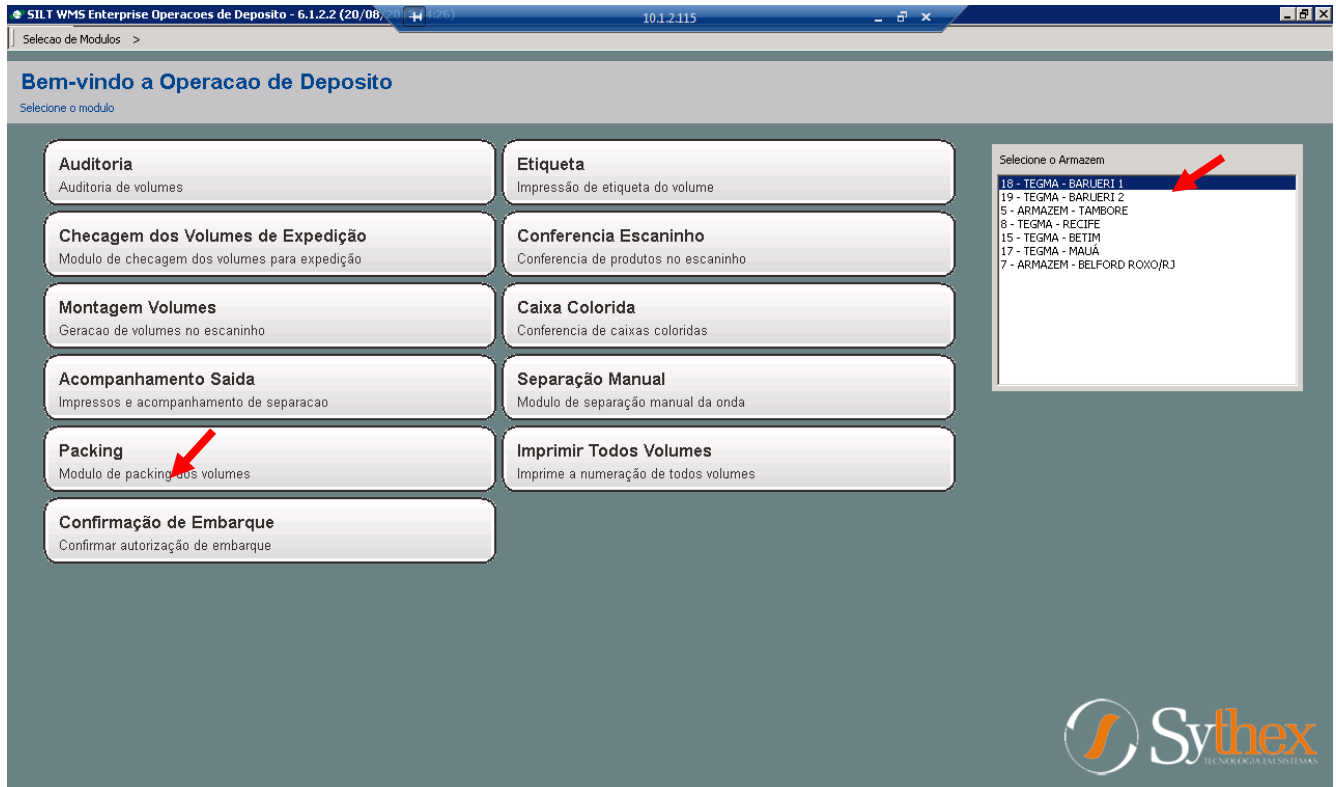 SILT WMS Enterprise Operacoes de Deposito - 6.1.2.2 (20/08/20 4:26)
10.1.2.115
Selecao de Modulos >
Bem-vindo a Operacao de Deposito
Selecione o modulo
Auditoria
Auditoria de volumes
Etiqueta
Impressão de etiqueta do volume
Checagem dos Volumes de Expedição
Modulo de checagem dos volumes para expedição
Conferencia Escaninho
Conferencia de produtos no escaninho
Montagem Volumes
Geracao de volumes no escaninho
Caixa Colorida
Conferencia de caixas coloridas
Acompanhamento Saida
Impressos e acompanhamento de separacao
Separação Manual
Modulo de separação manual da onda
Packing
Modulo de packing dos volumes
Imprimir Todos Volumes
Imprime a numeração de todos volumes
Confirmação de Embarque
Confirmar autorização de embarque
Selecione o Armazem
18 - TEGMA - BARUERI 1
19 - TEGMA - BARUERI 2
5 - ARMAZEM - TAMBORE
8 - TEGMA - RECIFE
15 - TEGMA - BETIM
17 - TEGMA - MAUÁ
7 - ARMAZEM - BELFORD ROXO/RJ
Sythex
TECNOLOGIA EM SISTEMAS